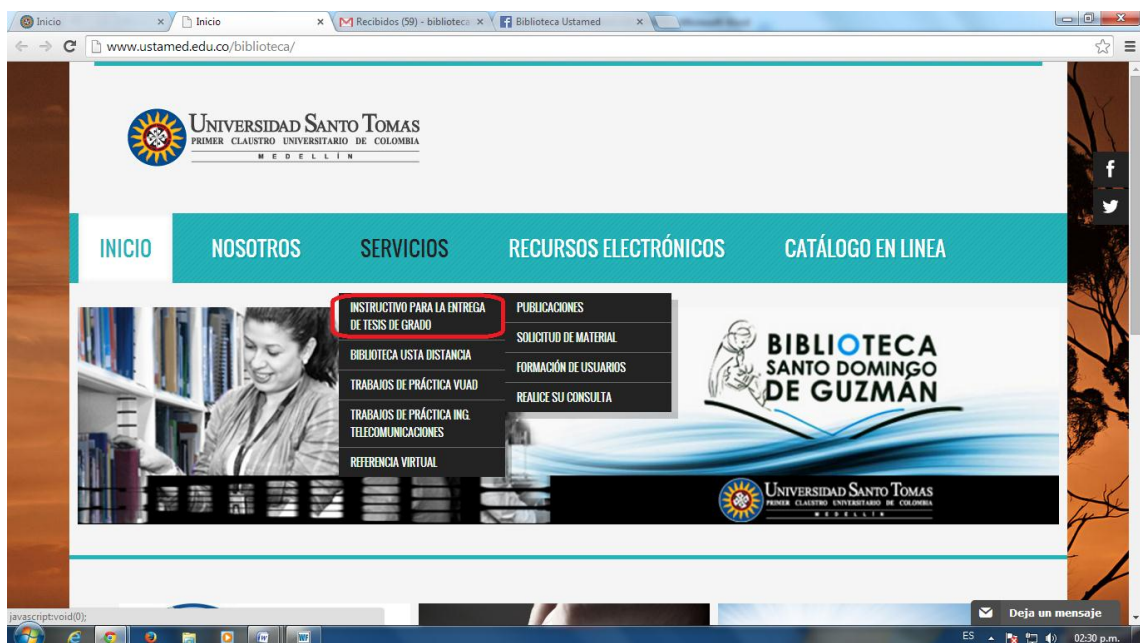 Inicio
Inicio
Recibidos (59) - biblioteca
Biblioteca Ustamed
www.ustamed.edu.co/biblioteca/
UNIVERSIDAD SANTO TOMAS
PRIMER CLAUSTRO UNIVERSITARIO DE COLOMBIA
MEDELLÍN
INICIO
NOSOTROS
SERVICIOS
RECURSOS ELECTRÓNICOS
CATÁLOGO EN LINEA
INSTRUCTIVO PARA LA ENTREGA
DE TESIS DE GRADO
BIBLIOTECA USTA DISTANCIA
TRABAJOS DE PRÁCTICA VUAD
TRABAJOS DE PRÁCTICA ING.
TELECOMUNICACIONES
REFERENCIA VIRTUAL
PUBLICACIONES
SOLICITUD DE MATERIAL
FORMACIÓN DE USUARIOS
REALICE SU CONSULTA
BIBLIOTECA
SANTO DOMINGO
DE GUZMÁN
UNIVERSIDAD SANTO TOMAS
PRIMER CLAUSTRO UNIVERSITARIO DE COLOMBIA
MEDELLÍN
javascript:void(0);
Deja un mensaje
ES
02:30 p.m.